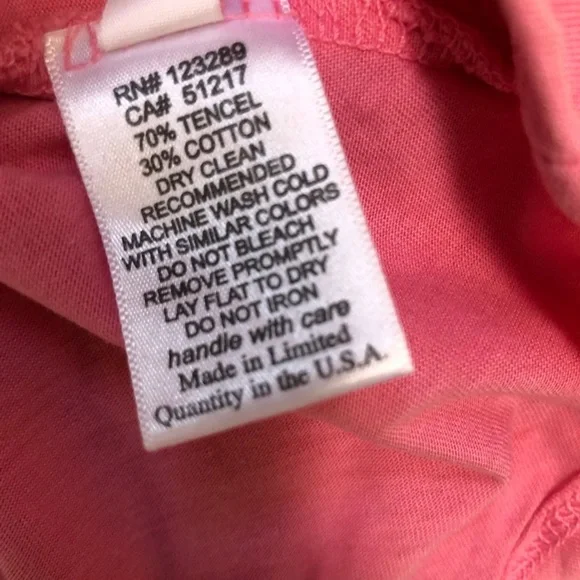 RN# 123289
CA# 51217
70% TENCEL
30% COTTON
DRY CLEAN
RECOMMENDED
MACHINE WASH COLD
WITH SIMILAR COLORS
DO NOT BLEACH
REMOVE PROMPTLY
LAY FLAT TO DRY
DO NOT IRON
handle with care
Made in Limited
Quantity in the U.S.A.